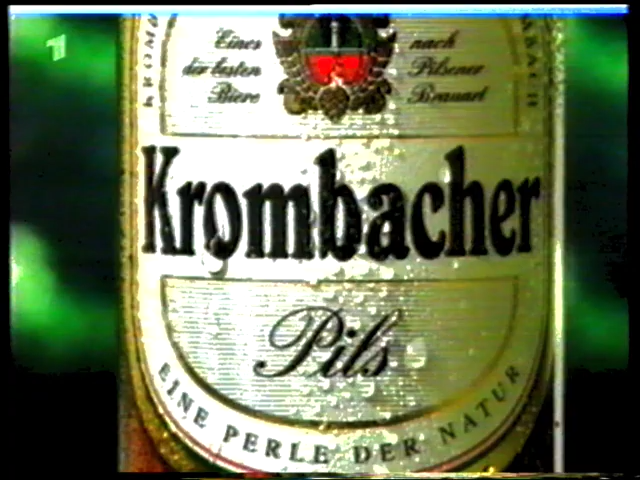 Eines nach
der besten Pilsener
Biere Brauart
Krombacher
Pils
EINE PERLE DER NATUR